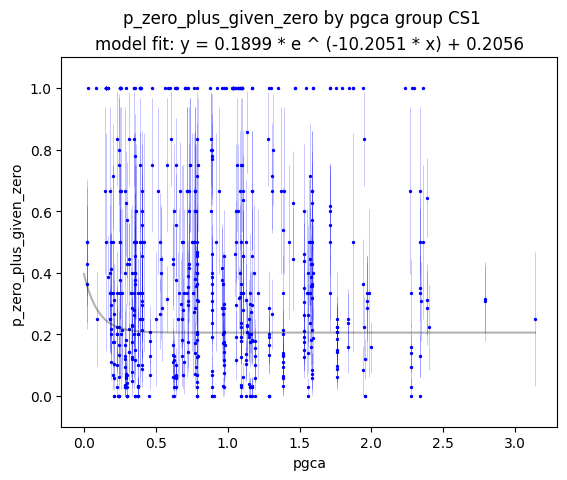 p_zero_plus_given_zero by pgca group CS1
model fit: y = 0.1899 * e ^ (-10.2051 * x) + 0.2056
1.0
0.8
0.6
0.4
0.2
0.0
p_zero_plus_given_zero
0.0 0.5 1.0 1.5 2.0 2.5 3.0
pgca